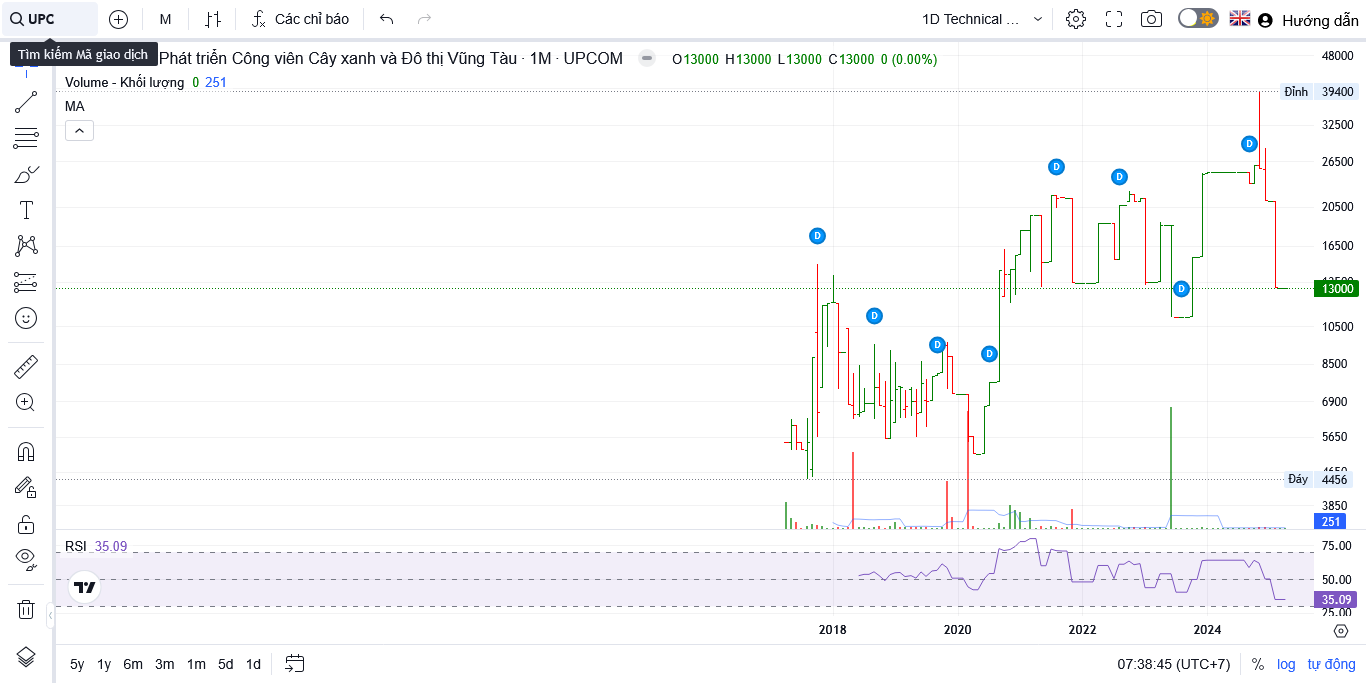 UPC
M
Các chỉ báo
1D Technical ...
Hướng dẫn
Tìm kiếm Mã giao dịch
Phát triển Công viên Cây xanh và Đô thị Vũng Tàu · 1M · UPCOM
O13000 H13000 L13000 C13000 0 (0.00%)
Volume - Khối lượng 0 251
MA
48000
Đỉnh 39400
32500
26500
20500
16500
13000
10500
8500
6900
5650
Đáy 4456
3850
251
D
D
D
D
D
D
D
D
RSI 35.09
75.00
50.00
35.09
25.00
2018
2020
2022
2024
5y 1y 6m 3m 1m 5d 1d
07:38:45 (UTC+7)
% log tự động